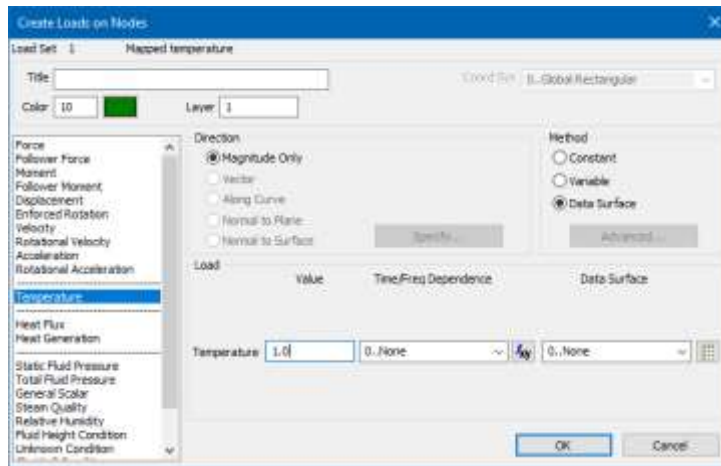 Create Loads on Nodes
Load Set 1 Mapped temperature
Title
Coord Sys 0..Global Rectangular
Color 10 Layer 1
Force
Follower Force
Moment
Follower Moment
Displacement
Enforced Rotation
Velocity
Rotational Velocity
Acceleration
Rotational Acceleration
Temperature
Heat Flux
Heat Generation
Static Fluid Pressure
Total Fluid Pressure
General Scalar
Steam Quality
Relative Humidity
Fluid Height Condition
Unknown Condition
Direction
Magnitude Only
Vector
Along Curve
Normal to Plane
Normal to Surface
Specify...
Method
Constant
Variable
Data Surface
Advanced...
Load
Value Time/Freq Dependence Data Surface
Temperature 1.0 0..None 0..None
OK Cancel